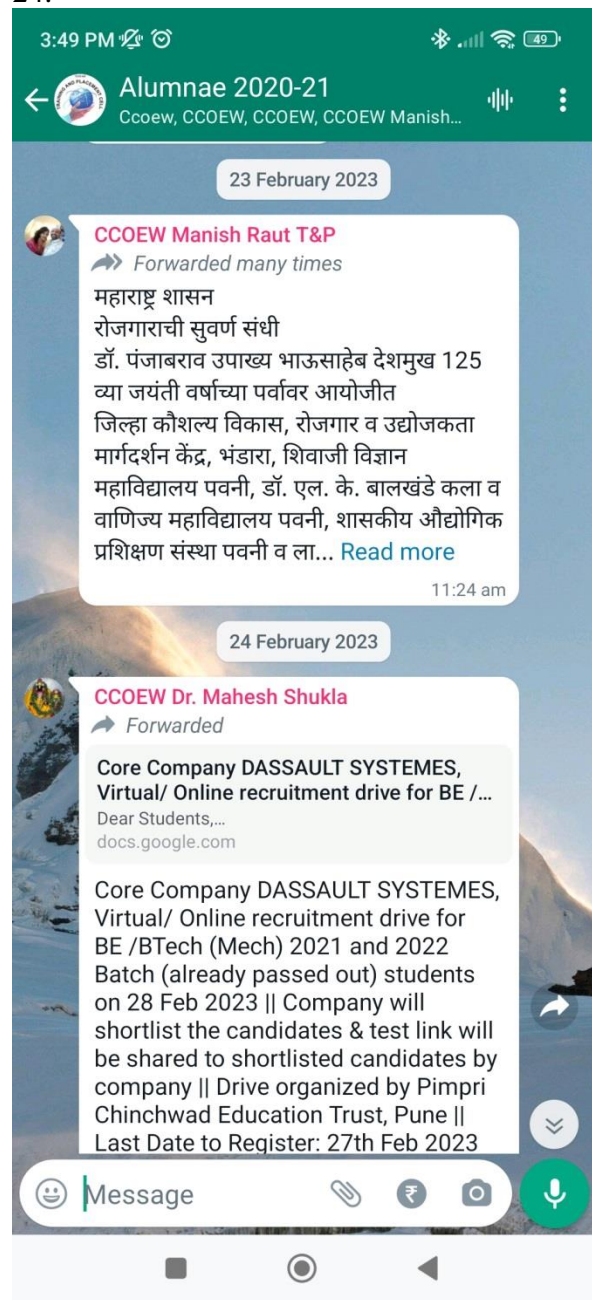 24.
3:49 PM
49
Alumnae 2020-21
Ccoew, CCOEW, CCOEW, CCOEW Manish...
23 February 2023
CCOEW Manish Raut T&P
Forwarded many times
महाराष्ट्र शासन
रोजगाराची सुवर्ण संधी
डॉ. पंजाबराव उपाख्य भाऊसाहेब देशमुख 125
व्या जयंती वर्षाच्या पर्वावर आयोजीत
जिल्हा कौशल्य विकास, रोजगार व उद्योजकता
मार्गदर्शन केंद्र, भंडारा, शिवाजी विज्ञान
महाविद्यालय पवनी, डॉ. एल. के. बालखंडे कला व
वाणिज्य महाविद्यालय पवनी, शासकीय औद्योगिक
प्रशिक्षण संस्था पवनी व ला... Read more
11:24 am
24 February 2023
CCOEW Dr. Mahesh Shukla
Forwarded
Core Company DASSAULT SYSTEMES,
Virtual/ Online recruitment drive for BE /...
Dear Students,...
docs.google.com
Core Company DASSAULT SYSTEMES,
Virtual/ Online recruitment drive for
BE /BTech (Mech) 2021 and 2022
Batch (already passed out) students
on 28 Feb 2023 || Company will
shortlist the candidates & test link will
be shared to shortlisted candidates by
company || Drive organized by Pimpri
Chinchwad Education Trust, Pune ||
Last Date to Register: 27th Feb 2023
Message